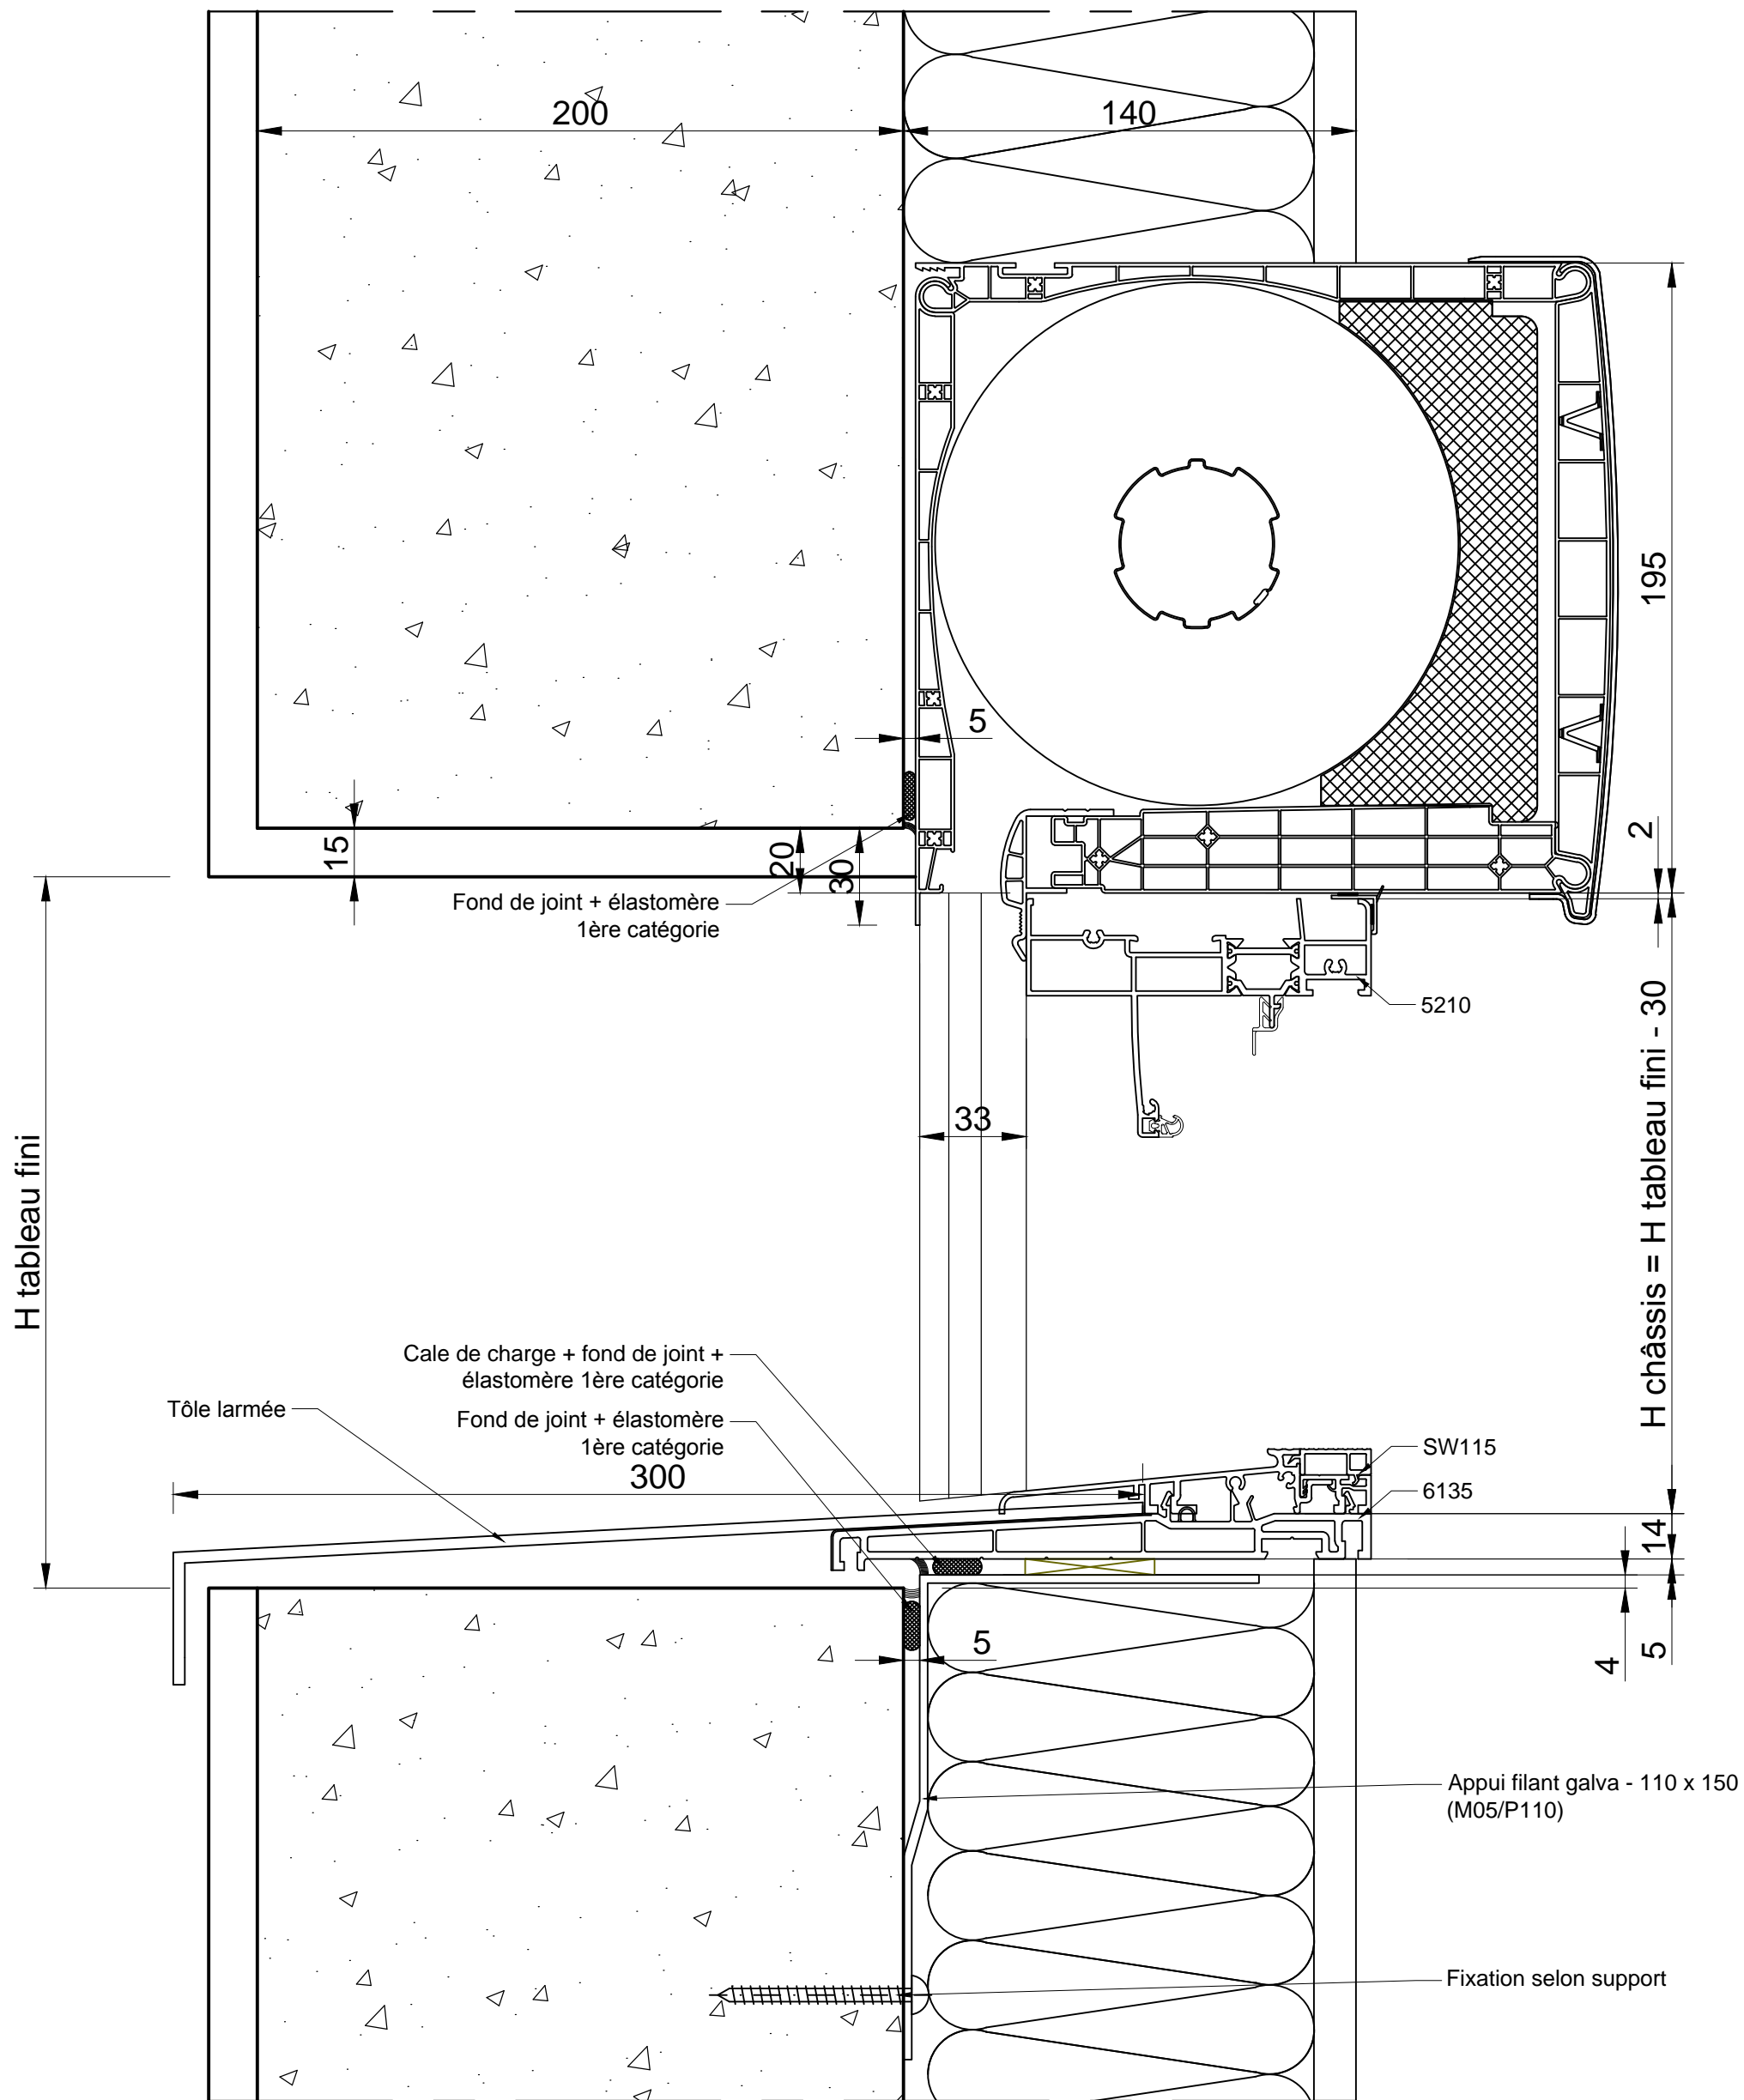 200
140
195
5
2
15
20
30
Fond de joint + élastomère
1ère catégorie
5210
33
H tableau fini
H châssis = H tableau fini - 30
Cale de charge + fond de joint +
élastomère 1ère catégorie
Tôle larmée
Fond de joint + élastomère
1ère catégorie
300
SW115
6135
14
5
4
5
Appui filant galva - 110 x 150
(M05/P110)
Fixation selon support